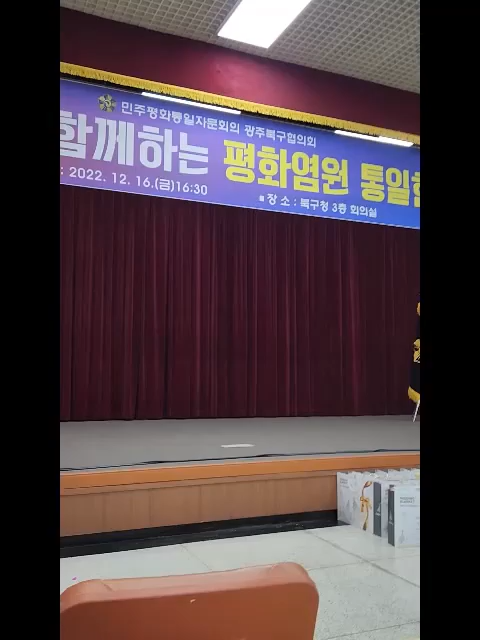 민주평화통일자문회의 광주북구협의회
함께하는 평화염원 통일한
: 2022. 12. 16.(금)16:30
■ 장 소 : 북구청 3층 회의실